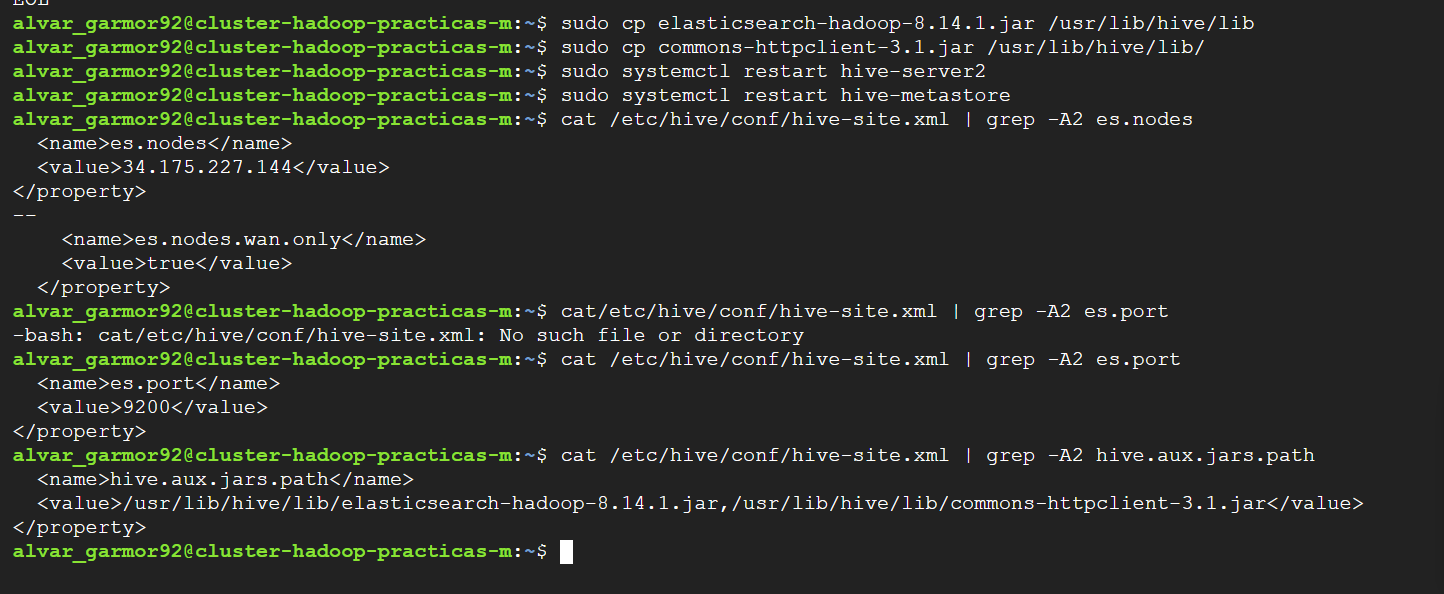 EOL
alvar_garmor92@cluster-hadoop-practicas-m:~$ sudo cp elasticsearch-hadoop-8.14.1.jar /usr/lib/hive/lib
alvar_garmor92@cluster-hadoop-practicas-m:~$ sudo cp commons-httpclient-3.1.jar /usr/lib/hive/lib/
alvar_garmor92@cluster-hadoop-practicas-m:~$ sudo systemctl restart hive-server2
alvar_garmor92@cluster-hadoop-practicas-m:~$ sudo systemctl restart hive-metastore
alvar_garmor92@cluster-hadoop-practicas-m:~$ cat /etc/hive/conf/hive-site.xml | grep -A2 es.nodes
  <name>es.nodes</name>
  <value>34.175.227.144</value>
</property>
--
    <name>es.nodes.wan.only</name>
    <value>true</value>
  </property>
alvar_garmor92@cluster-hadoop-practicas-m:~$ cat/etc/hive/conf/hive-site.xml | grep -A2 es.port
-bash: cat/etc/hive/conf/hive-site.xml: No such file or directory
alvar_garmor92@cluster-hadoop-practicas-m:~$ cat /etc/hive/conf/hive-site.xml | grep -A2 es.port
  <name>es.port</name>
  <value>9200</value>
</property>
alvar_garmor92@cluster-hadoop-practicas-m:~$ cat /etc/hive/conf/hive-site.xml | grep -A2 hive.aux.jars.path
  <name>hive.aux.jars.path</name>
  <value>/usr/lib/hive/lib/elasticsearch-hadoop-8.14.1.jar,/usr/lib/hive/lib/commons-httpclient-3.1.jar</value>
</property>
alvar_garmor92@cluster-hadoop-practicas-m:~$